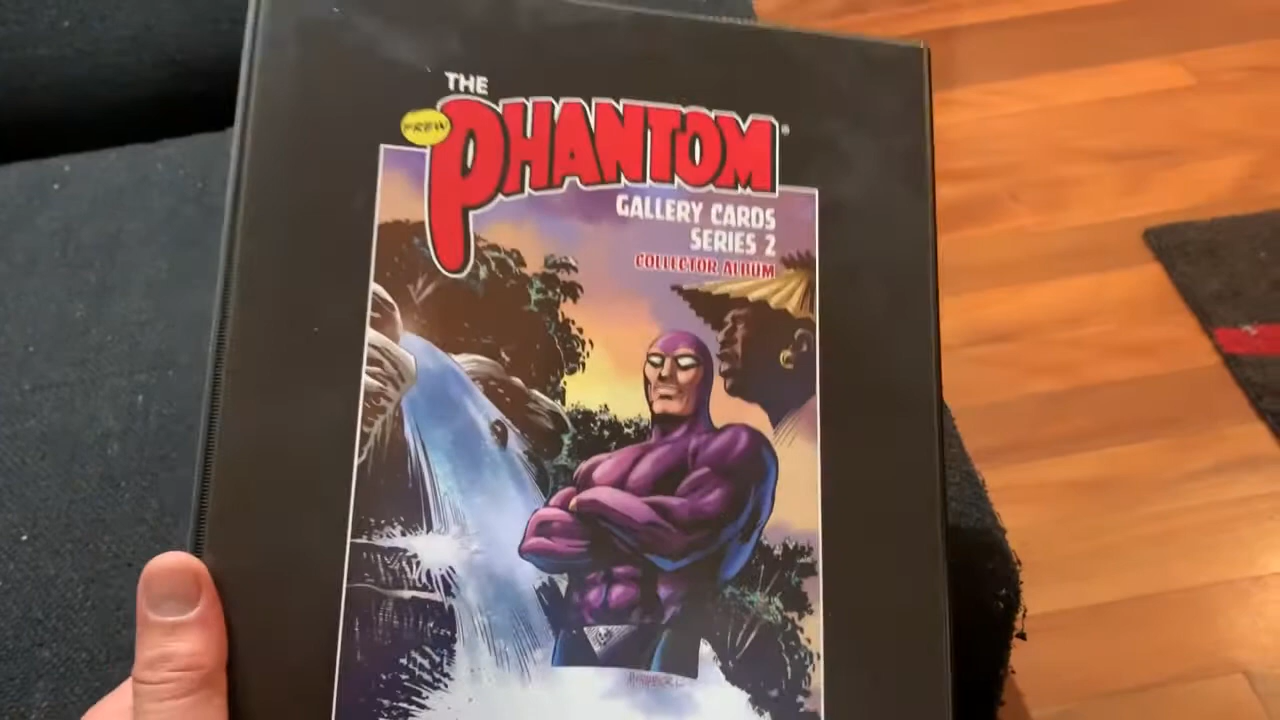 THE
FREW
PHANTOM
GALLERY CARDS
SERIES 2
COLLECTOR ALBUM